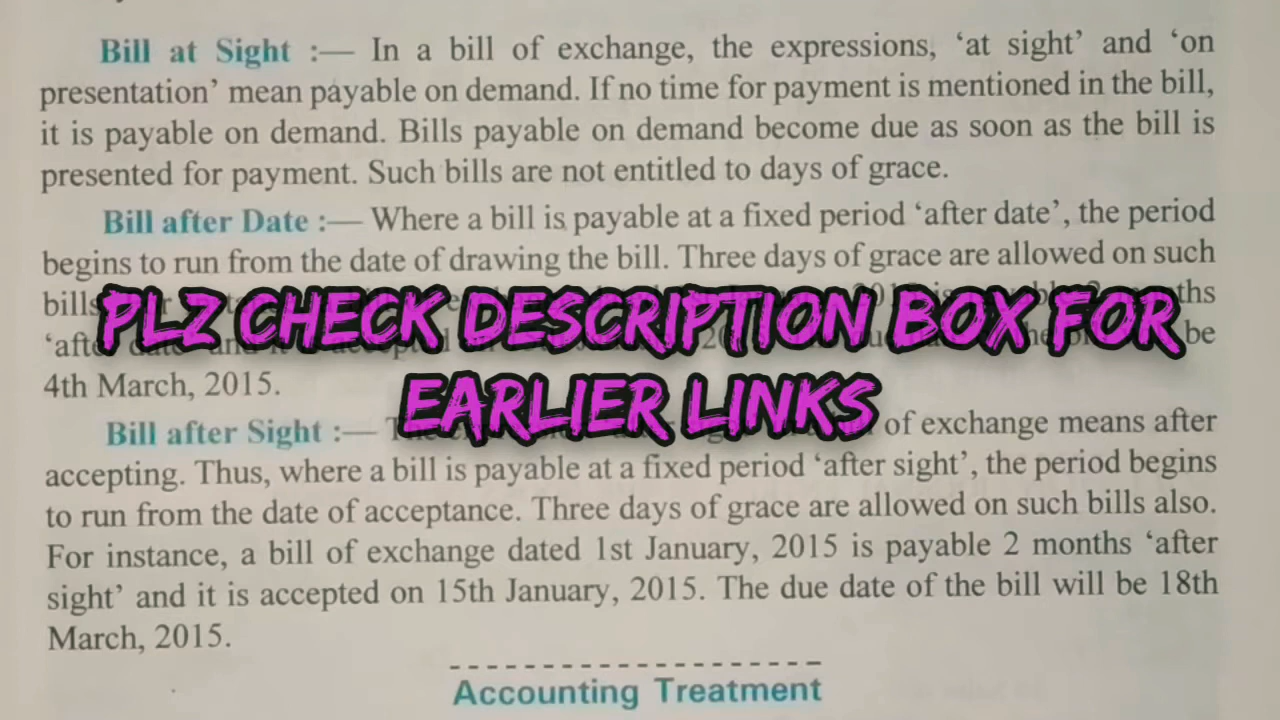 Bill at Sight :— In a bill of exchange, the expressions, ‘at sight’ and ‘on
presentation’ mean payable on demand. If no time for payment is mentioned in the bill,
it is payable on demand. Bills payable on demand become due as soon as the bill is
presented for payment. Such bills are not entitled to days of grace.
Bill after Date :— Where a bill is payable at a fixed period ‘after date’, the period
begins to run from the date of drawing the bill. Three days of grace are allowed on such
bills
PLZ CHECK DESCRIPTION BOX FOR
be
4th March, 2015.
EARLIER LINKS
Bill after Sight :— of exchange means after
accepting. Thus, where a bill is payable at a fixed period ‘after sight’, the period begins
to run from the date of acceptance. Three days of grace are allowed on such bills also.
For instance, a bill of exchange dated 1st January, 2015 is payable 2 months ‘after
sight’ and it is accepted on 15th January, 2015. The due date of the bill will be 18th
March, 2015.
Accounting Treatment